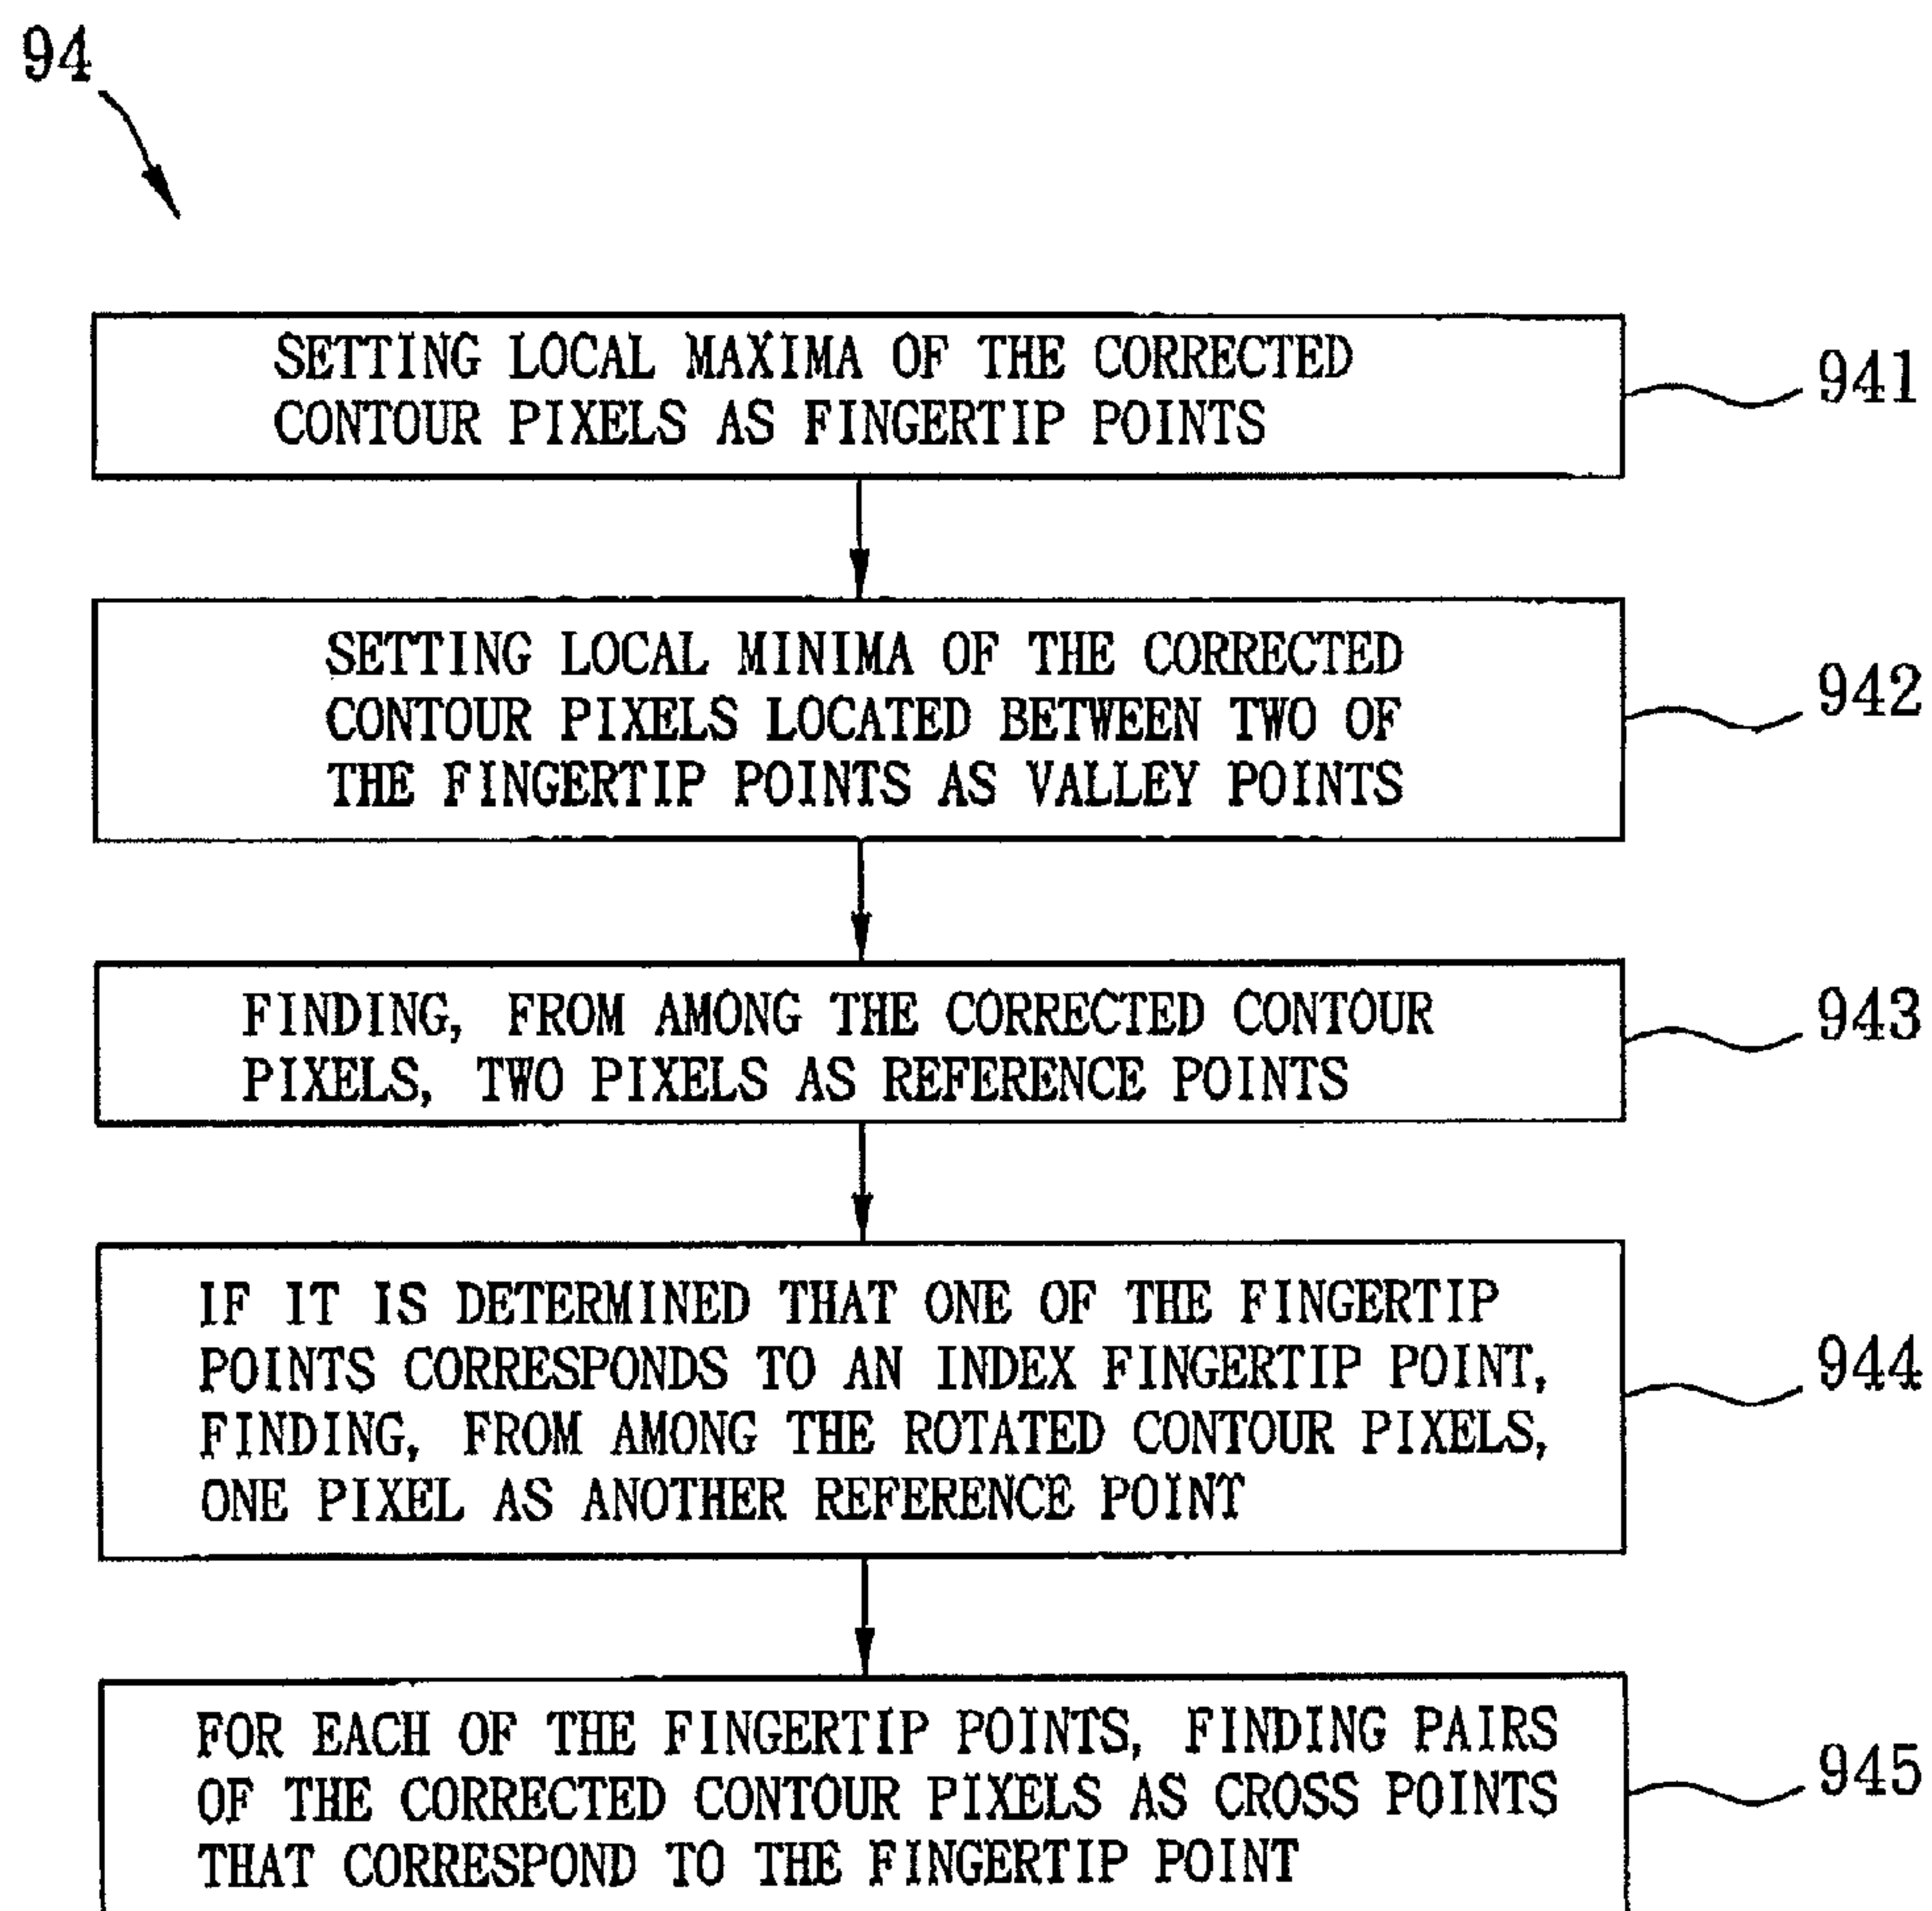 94
SETTING LOCAL MAXIMA OF THE CORRECTED
CONTOUR PIXELS AS FINGERTIP POINTS
941
SETTING LOCAL MINIMA OF THE CORRECTED
CONTOUR PIXELS LOCATED BETWEEN TWO OF
THE FINGERTIP POINTS AS VALLEY POINTS
942
FINDING, FROM AMONG THE CORRECTED CONTOUR
PIXELS, TWO PIXELS AS REFERENCE POINTS
943
IF IT IS DETERMINED THAT ONE OF THE FINGERTIP
POINTS CORRESPONDS TO AN INDEX FINGERTIP POINT,
FINDING, FROM AMONG THE ROTATED CONTOUR PIXELS,
ONE PIXEL AS ANOTHER REFERENCE POINT
944
FOR EACH OF THE FINGERTIP POINTS, FINDING PAIRS
OF THE CORRECTED CONTOUR PIXELS AS CROSS POINTS
THAT CORRESPOND TO THE FINGERTIP POINT
945